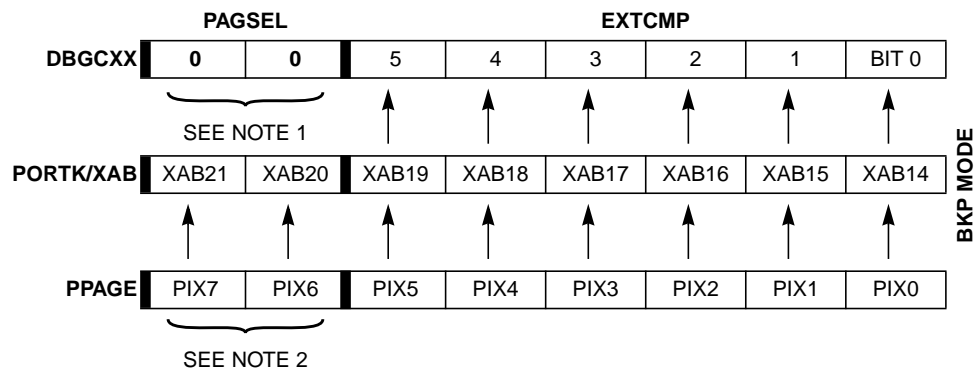 PAGSEL EXTCMP
DBGCXX 0 0 5 4 3 2 1 BIT 0
SEE NOTE 1
PORTK/XAB XAB21 XAB20 XAB19 XAB18 XAB17 XAB16 XAB15 XAB14
PPAGE PIX7 PIX6 PIX5 PIX4 PIX3 PIX2 PIX1 PIX0
SEE NOTE 2
BKP MODE